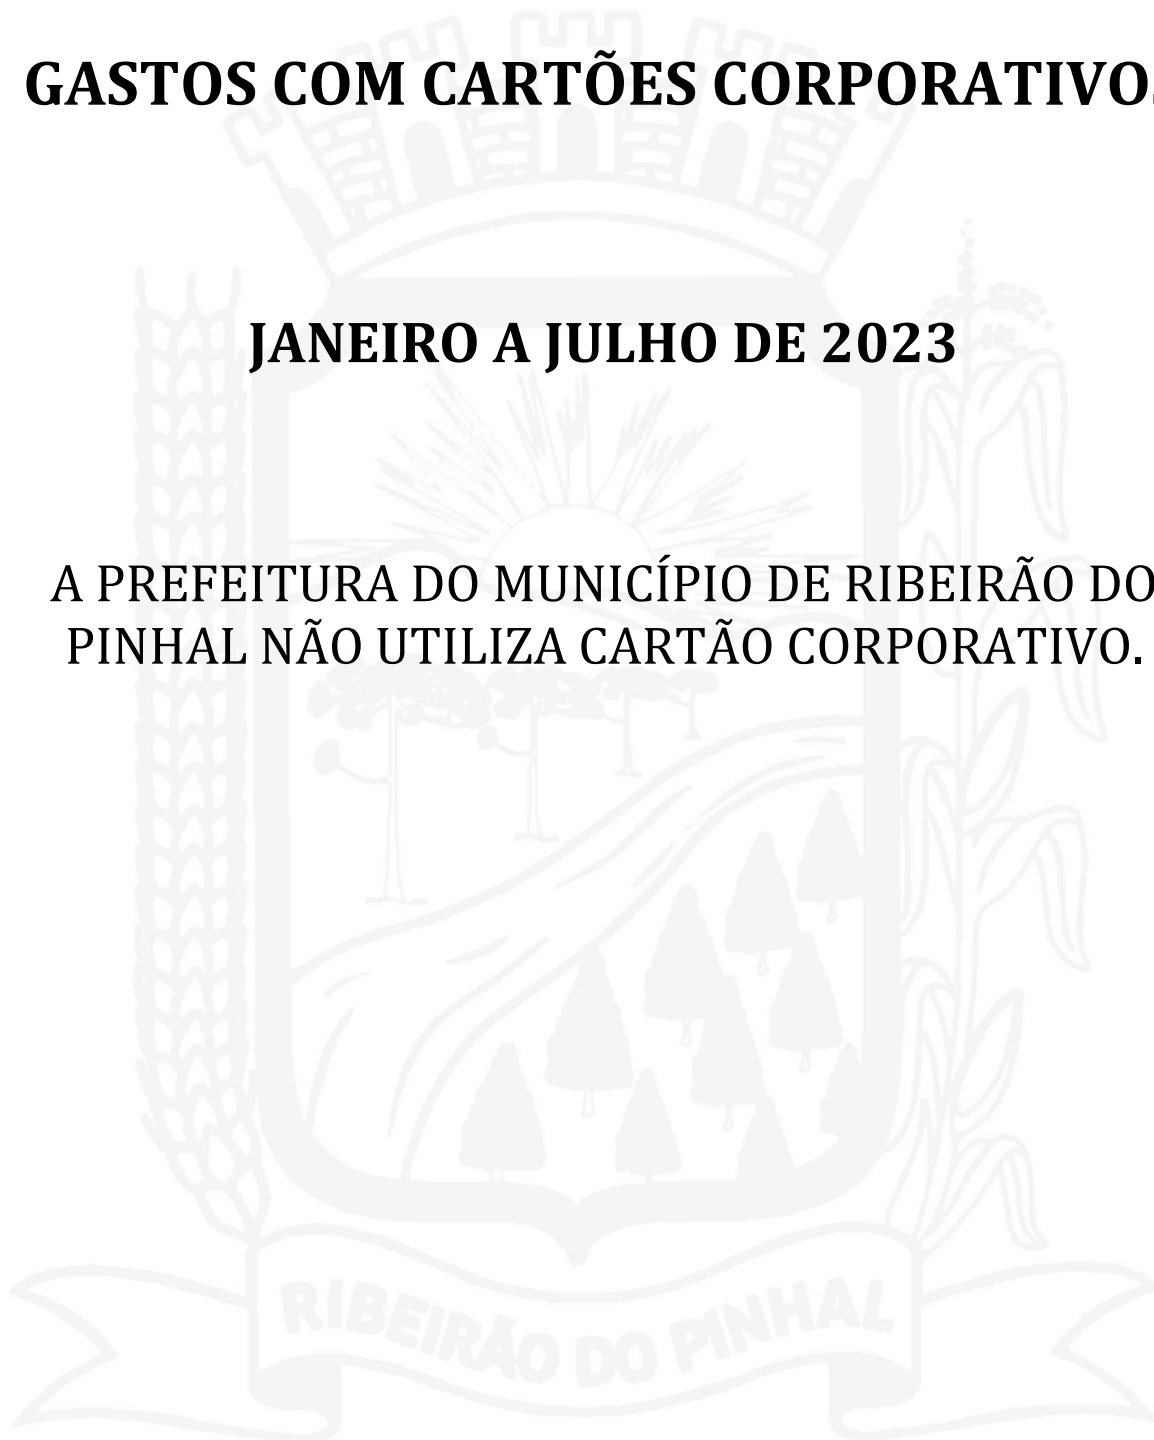 GASTOS COM CARTÕES CORPORATIVOS
JANEIRO A JULHO DE 2023
A PREFEITURA DO MUNICÍPIO DE RIBEIRÃO DO
PINHAL NÃO UTILIZA CARTÃO CORPORATIVO.
RIBEIRÃO DO PINHAL